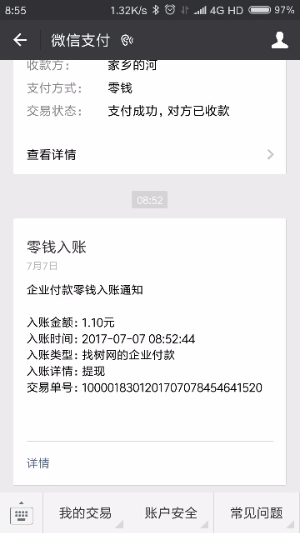 8:55
1.32K/s
4G HD
97%
微信支付
收款方：
家乡的河
支付方式：
零钱
交易状态：
支付成功，对方已收款
查看详情
08:52
零钱入账
7月7日
企业付款零钱入账通知
入账金额：1.10元
入账时间：2017-07-07 08:52:44
入账类型：找树网的企业付款
入账详情：提现
交易单号：1000018301201707078454641520
详情
我的交易
账户安全
常见问题